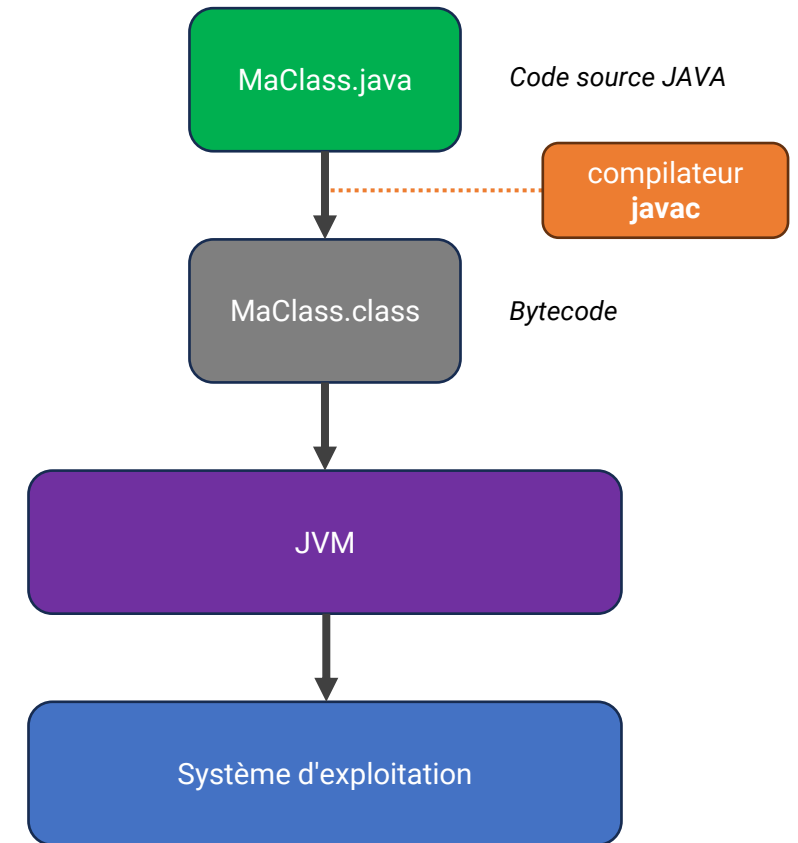 MaClass.java
Code source JAVA
compilateur
javac
MaClass.class
Bytecode
JVM
Système d'exploitation